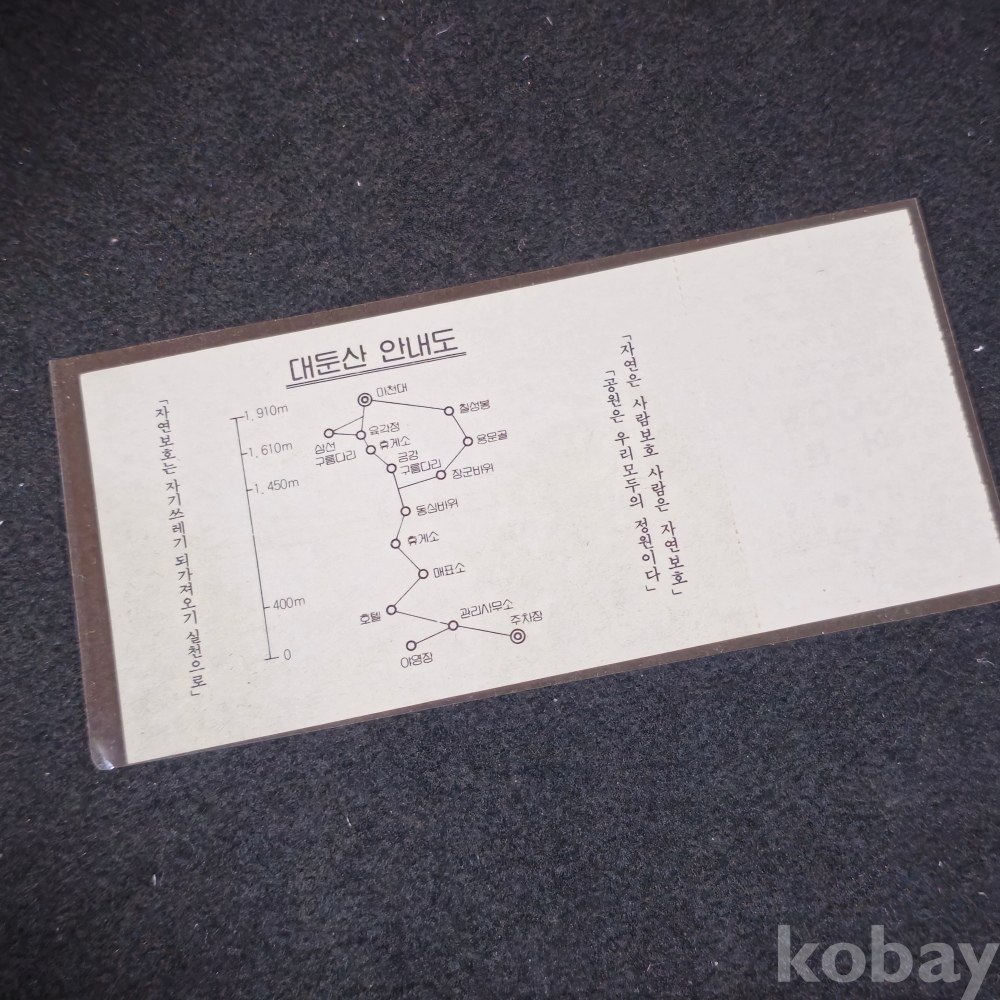 대둔산 안내도
「자연보호는 자기쓰레기 되가져오기 실천으로」
1,910m
1,610m
1,450m
400m
0
마천대
칠성봉
삼선
구름다리
육각정
휴게소
용문골
금강
구름다리
장군바위
동심바위
휴게소
매표소
호텔
관리사무소
주차장
야영장
「자연은 사람보호 사람은 자연보호」
「공원은 우리모두의 정원이다」
kobay